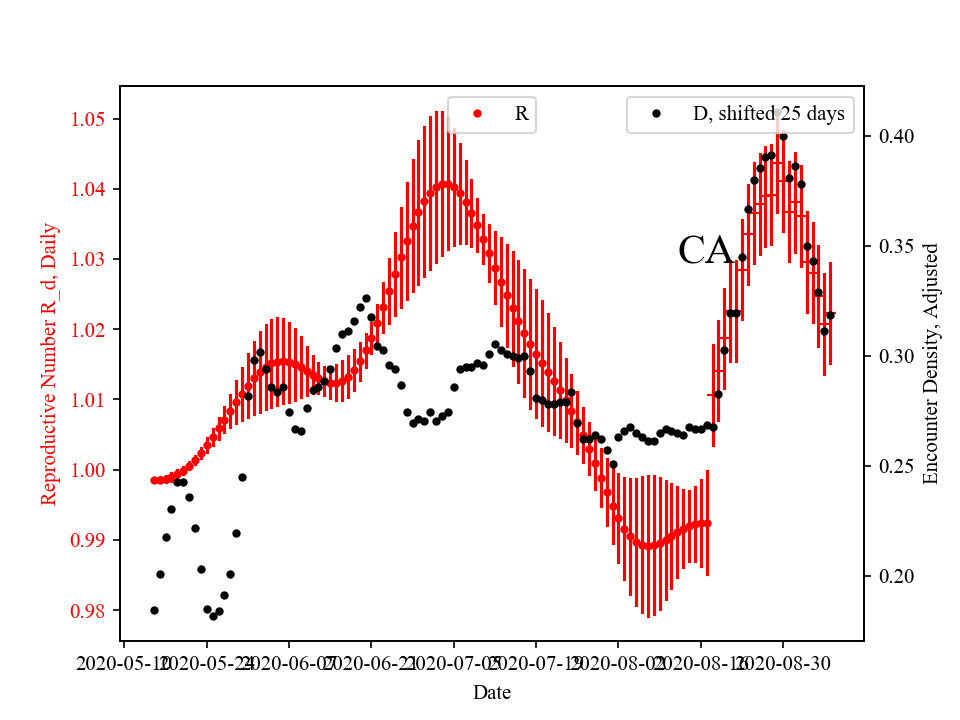 R
D, shifted 25 days
1.05
1.04
1.03
1.02
1.01
1.00
0.99
0.98
Reproductive Number R_d, Daily
CA
0.40
0.35
0.30
0.25
0.20
Encounter Density, Adjusted
2020-05-10 2020-05-24 2020-06-07 2020-06-21 2020-07-05 2020-07-19 2020-08-02 2020-08-16 2020-08-30
Date